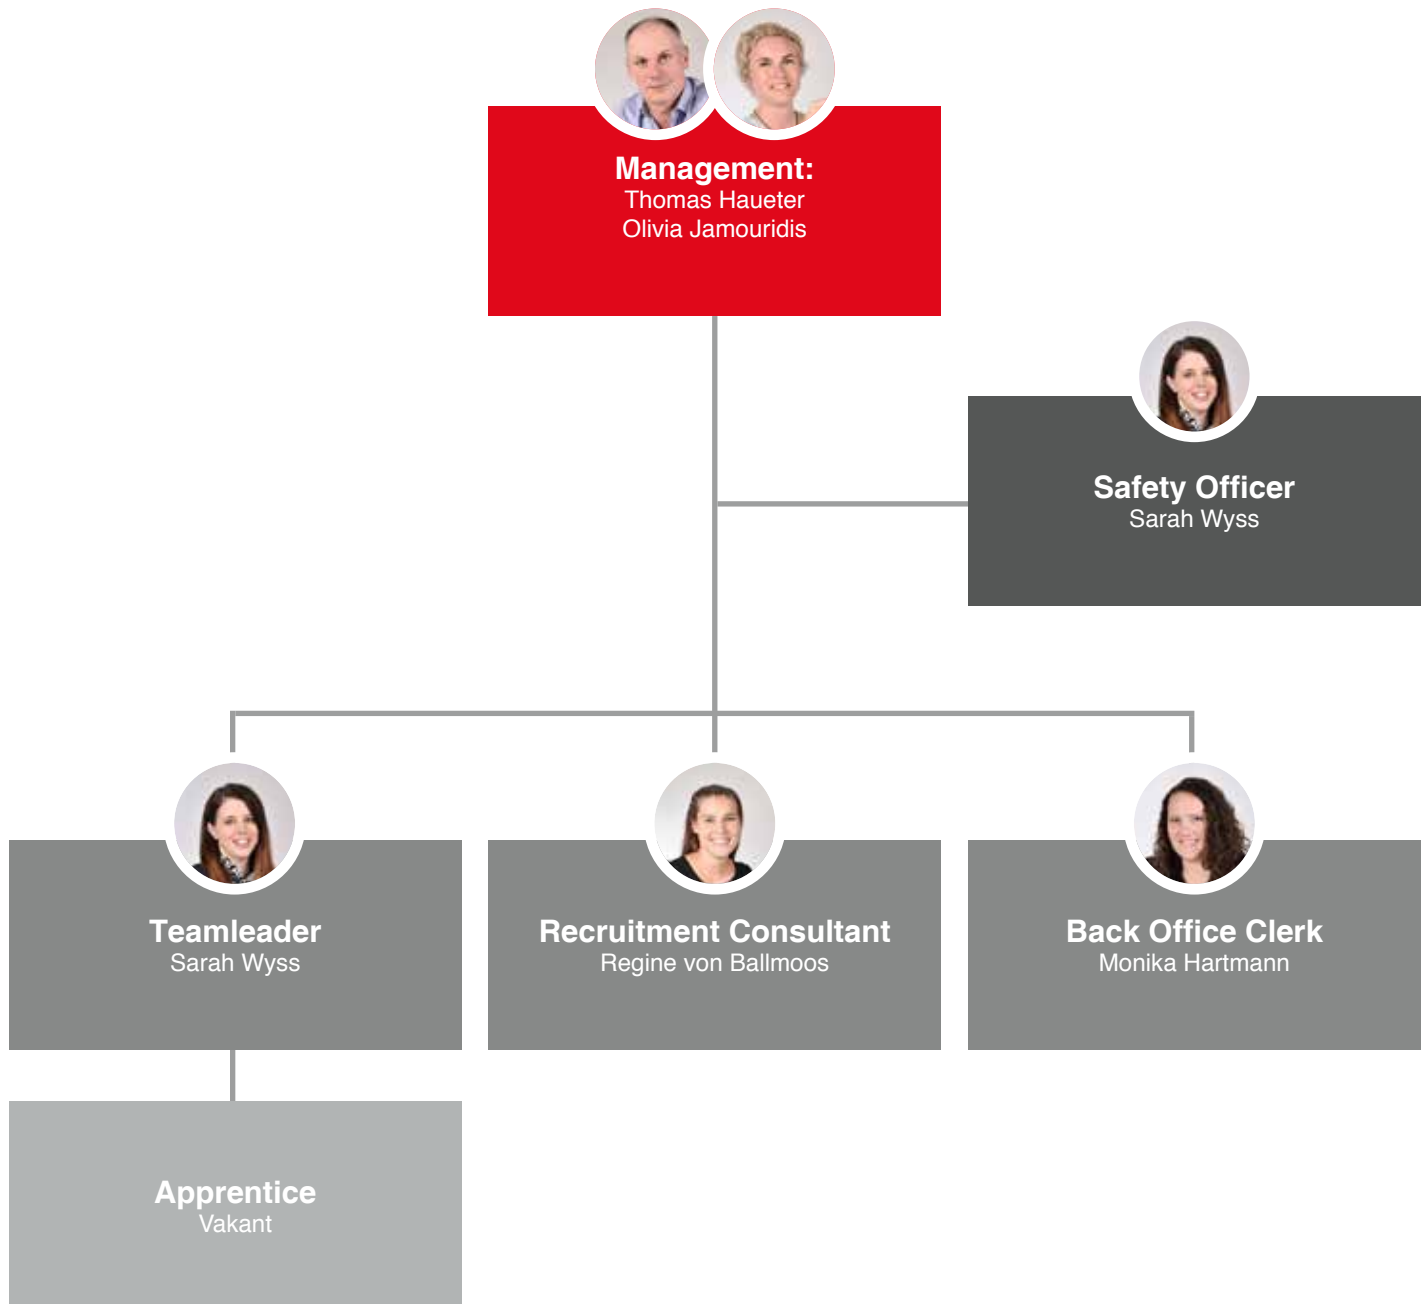 Management:
Thomas Haueter
Olivia Jamouridis
Safety Officer
Sarah Wyss
Teamleader
Sarah Wyss
Recruitment Consultant
Regine von Ballmoos
Back Office Clerk
Monika Hartmann
Apprentice
Vakant